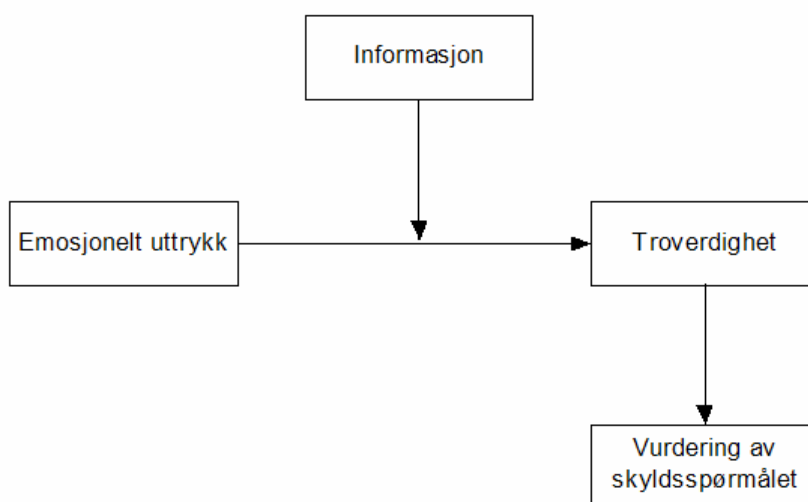 Informasjon
Emosjonelt uttrykk
Troverdighet
Vurdering av
skyldsspørmålet